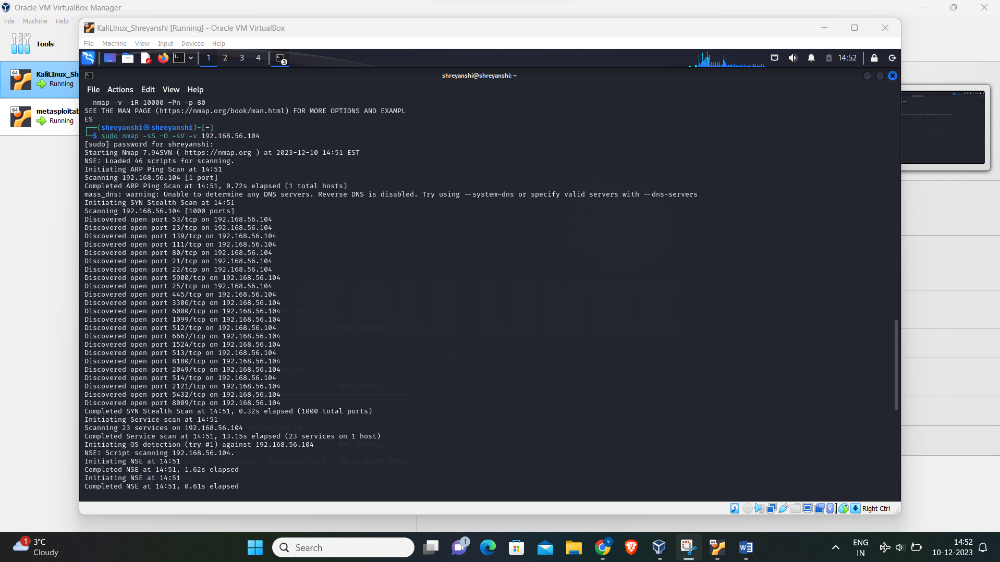 Oracle VM VirtualBox Manager
File Machine Help
Tools
64
KaliLInux_Sh
Running
64
metasploitab
Running
KaliLInux_Shreyanshi [Running] - Oracle VM VirtualBox
File Machine View Input Devices Help
1 2 3 4
3
14:52
shreyanshi@shreyanshi: ~
File Actions Edit View Help
nmap -v -iR 10000 -Pn -p 80
SEE THE MAN PAGE (https://nmap.org/book/man.html) FOR MORE OPTIONS AND EXAMPL
ES
┌──(shreyanshi㉿shreyanshi)-[~]
└─$ sudo nmap -sS -O -sV -v 192.168.56.104
[sudo] password for shreyanshi:
Starting Nmap 7.94SVN ( https://nmap.org ) at 2023-12-10 14:51 EST
NSE: Loaded 46 scripts for scanning.
Initiating ARP Ping Scan at 14:51
Scanning 192.168.56.104 [1 port]
Completed ARP Ping Scan at 14:51, 0.72s elapsed (1 total hosts)
mass_dns: warning: Unable to determine any DNS servers. Reverse DNS is disabled. Try using --system-dns or specify valid servers with --dns-servers
Initiating SYN Stealth Scan at 14:51
Scanning 192.168.56.104 [1000 ports]
Discovered open port 53/tcp on 192.168.56.104
Discovered open port 23/tcp on 192.168.56.104
Discovered open port 139/tcp on 192.168.56.104
Discovered open port 111/tcp on 192.168.56.104
Discovered open port 80/tcp on 192.168.56.104
Discovered open port 21/tcp on 192.168.56.104
Discovered open port 22/tcp on 192.168.56.104
Discovered open port 5900/tcp on 192.168.56.104
Discovered open port 25/tcp on 192.168.56.104
Discovered open port 445/tcp on 192.168.56.104
Discovered open port 3306/tcp on 192.168.56.104
Discovered open port 6000/tcp on 192.168.56.104
Discovered open port 1099/tcp on 192.168.56.104
Discovered open port 512/tcp on 192.168.56.104
MAC address
Discovered open port 6667/tcp on 192.168.56.104
Discovered open port 1524/tcp on 192.168.56.104
Discovered open port 513/tcp on 192.168.56.104
Discovered open port 8180/tcp on 192.168.56.104
Discovered open port 2049/tcp on 192.168.56.104
Discovered open port 514/tcp on 192.168.56.104
Discovered open port 2121/tcp on 192.168.56.104
MAC address
Discovered open port 5432/tcp on 192.168.56.104
Discovered open port 8009/tcp on 192.168.56.104
Completed SYN Stealth Scan at 14:51, 0.32s elapsed (1000 total ports)
Initiating Service scan at 14:51
Scanning 23 services on 192.168.56.104
192.168.56.104
Completed Service scan at 14:51, 13.15s elapsed (23 services on 1 host)
Initiating OS detection (try #1) against 192.168.56.104
MAC address
NSE: Script scanning 192.168.56.104.
Initiating NSE at 14:51
<server> METASPLOITABLE 00:00:00:00:00:00
Completed NSE at 14:51, 1.62s elapsed
Initiating NSE at 14:51
Completed NSE at 14:51, 0.61s elapsed
Right Ctrl
1
3°C
Cloudy
Search
1
V
64
ENG
IN
14:52
10-12-2023